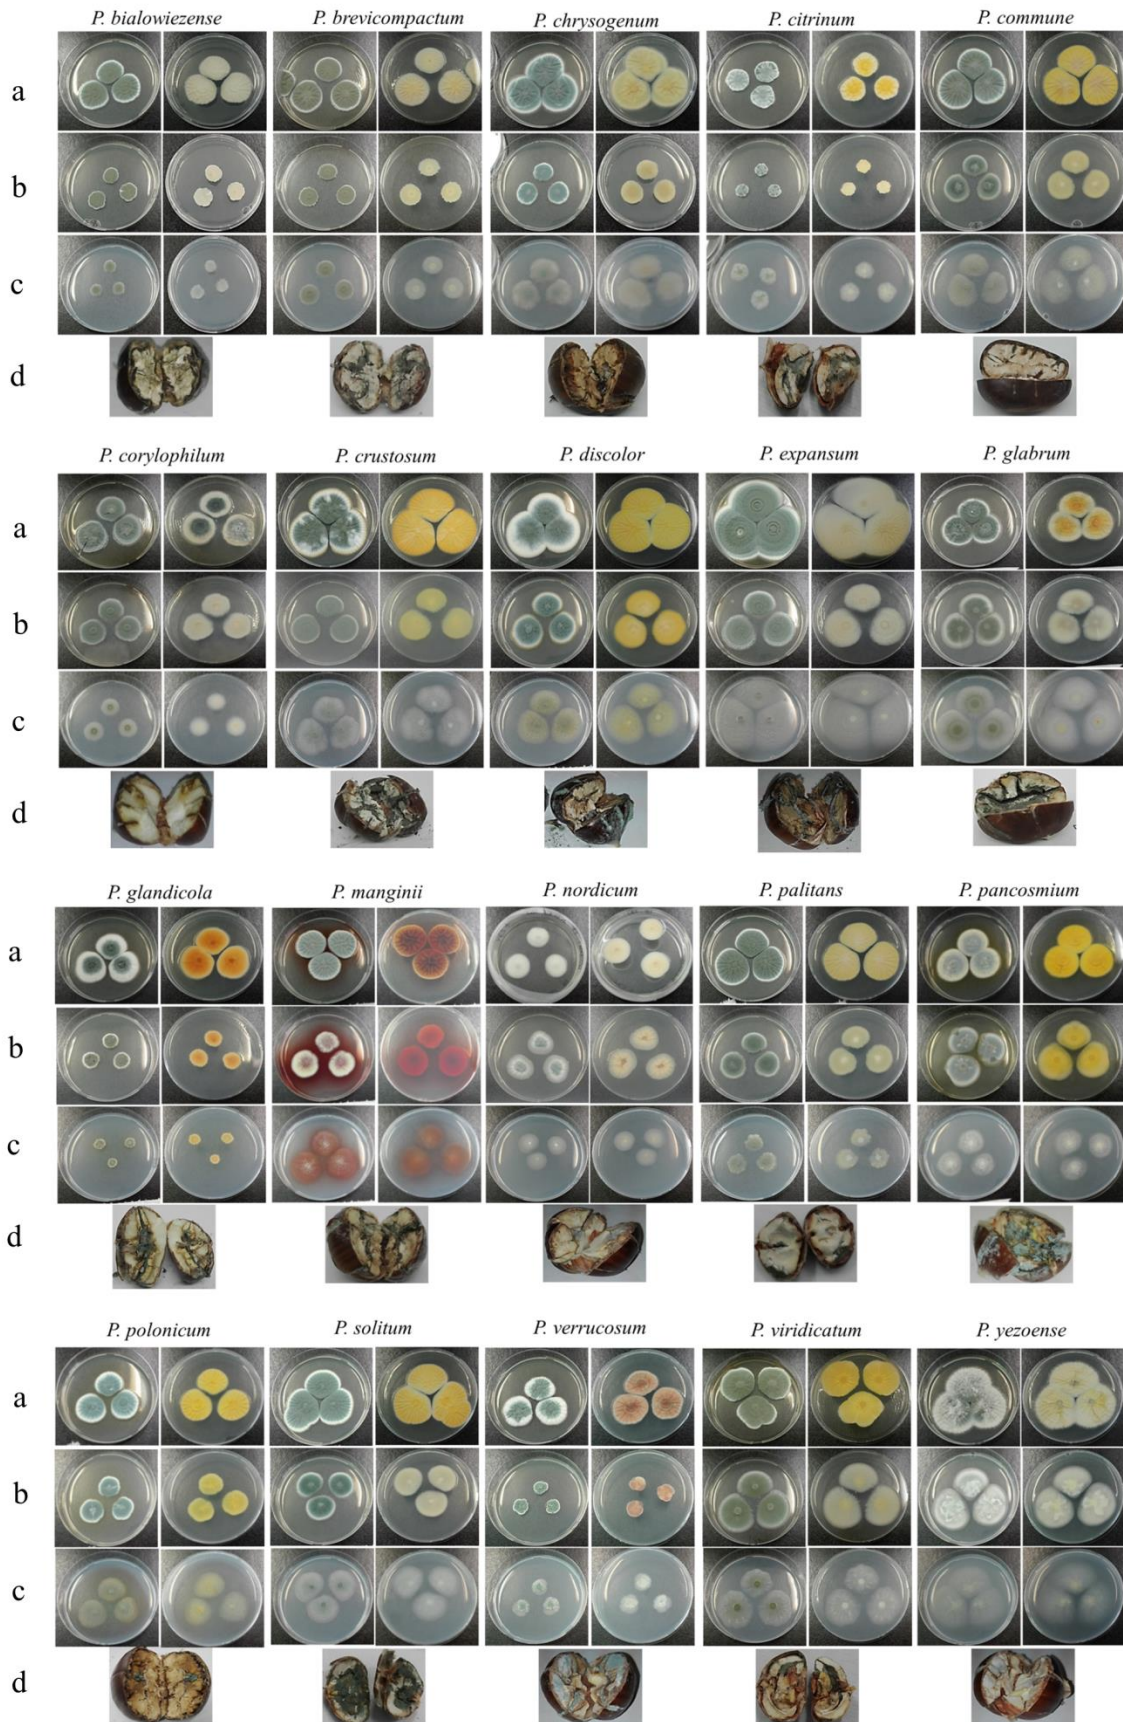 P. bialowiezense P. brevicompactum P. chrysogenum P. citrinum P. commune
a
b
c
d
P. corylophilum P. crustosum P. discolor P. expansum P. glabrum
a
b
c
d
P. glandicola P. manginii P. nordicum P. palitans P. pancosmium
a
b
c
d
P. polonicum P. solitum P. verrucosum P. viridicatum P. yezoense
a
b
c
d